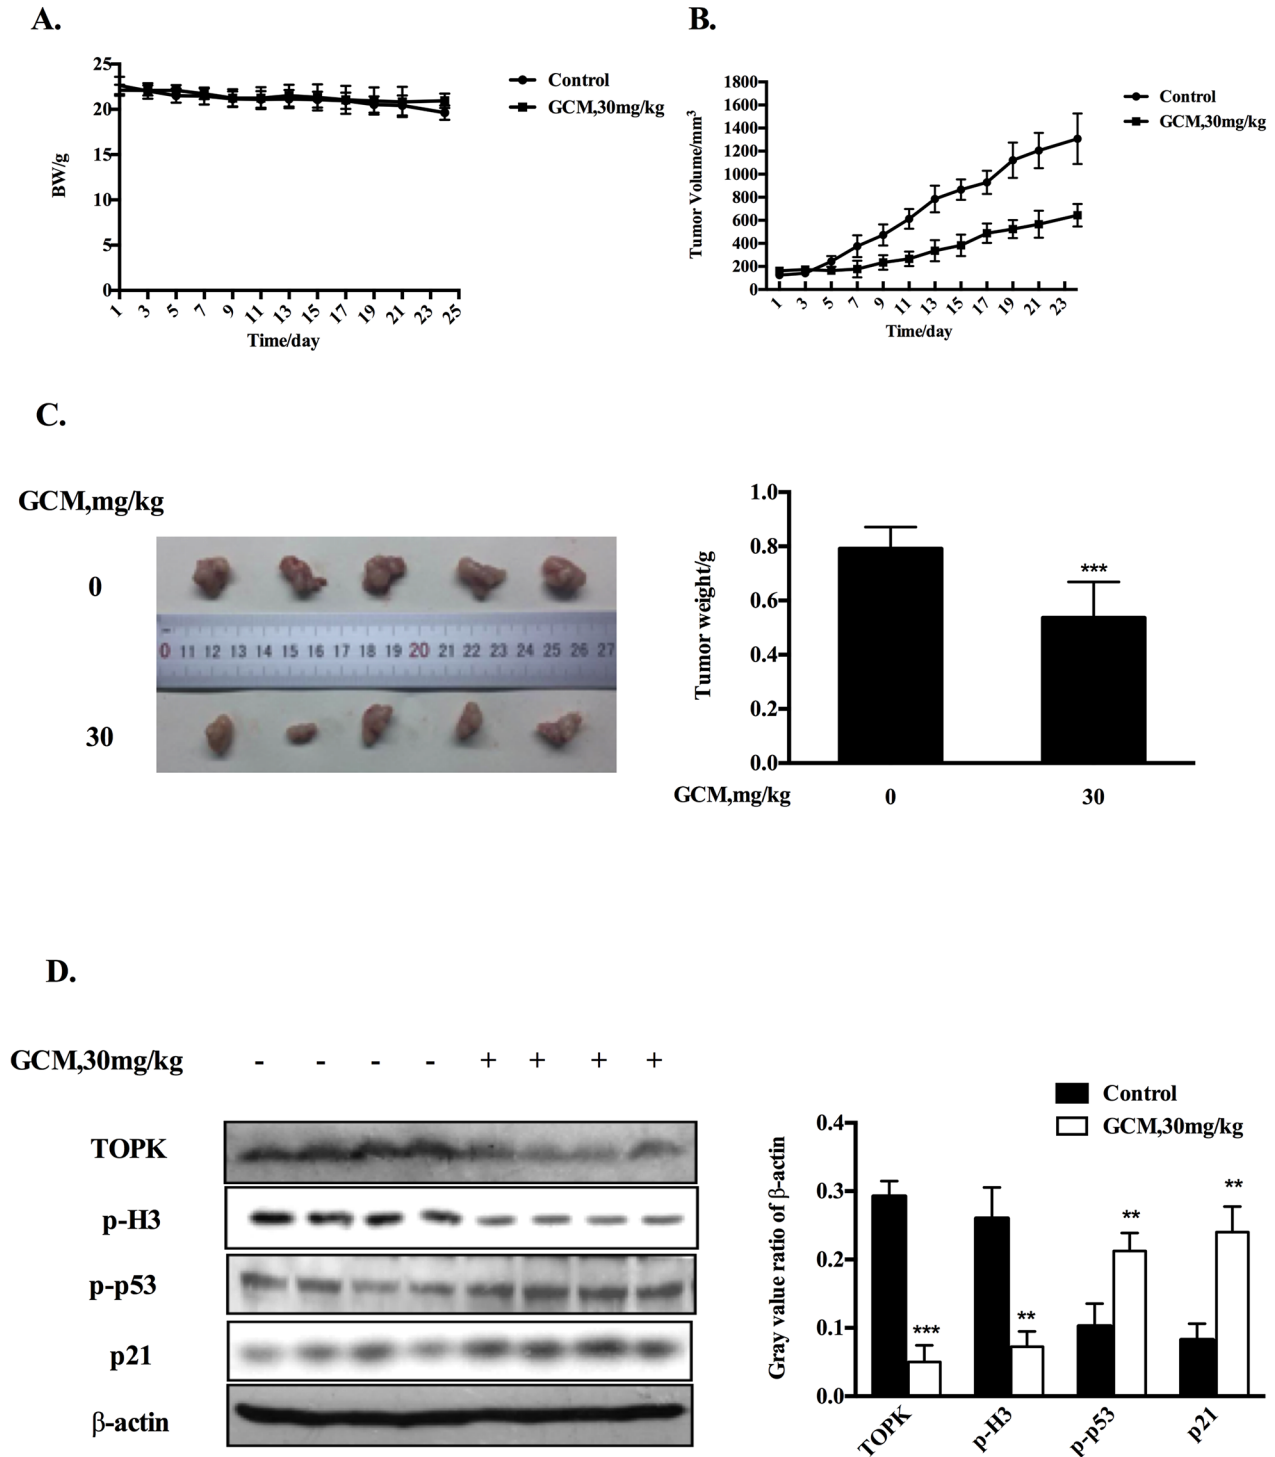 A.
25
20
15
10
5
0
BW/g
1 3 5 7 9 11 13 15 17 19 21 23 25
Time/day
Control
GCM,30mg/kg
B.
1800
1600
1400
1200
1000
800
600
400
200
0
Tumor Volume/mm3
1 3 5 7 9 11 13 15 17 19 21 23
Time/day
Control
GCM,30mg/kg
C.
GCM,mg/kg
0
0 11 12 13 14 15 16 17 18 19 20 21 22 23 24 25 26 27
30
1.0
0.8
0.6
0.4
0.2
0.0
Tumor weight/g
***
GCM,mg/kg 0 30
D.
GCM,30mg/kg - - - - + + + +
TOPK
p-H3
p-p53
p21
β-actin
Control
GCM,30mg/kg
0.4
0.3
0.2
0.1
0.0
Gray value ratio of β-actin
*** ** ** **
TOPK p-H3 p-p53 p21